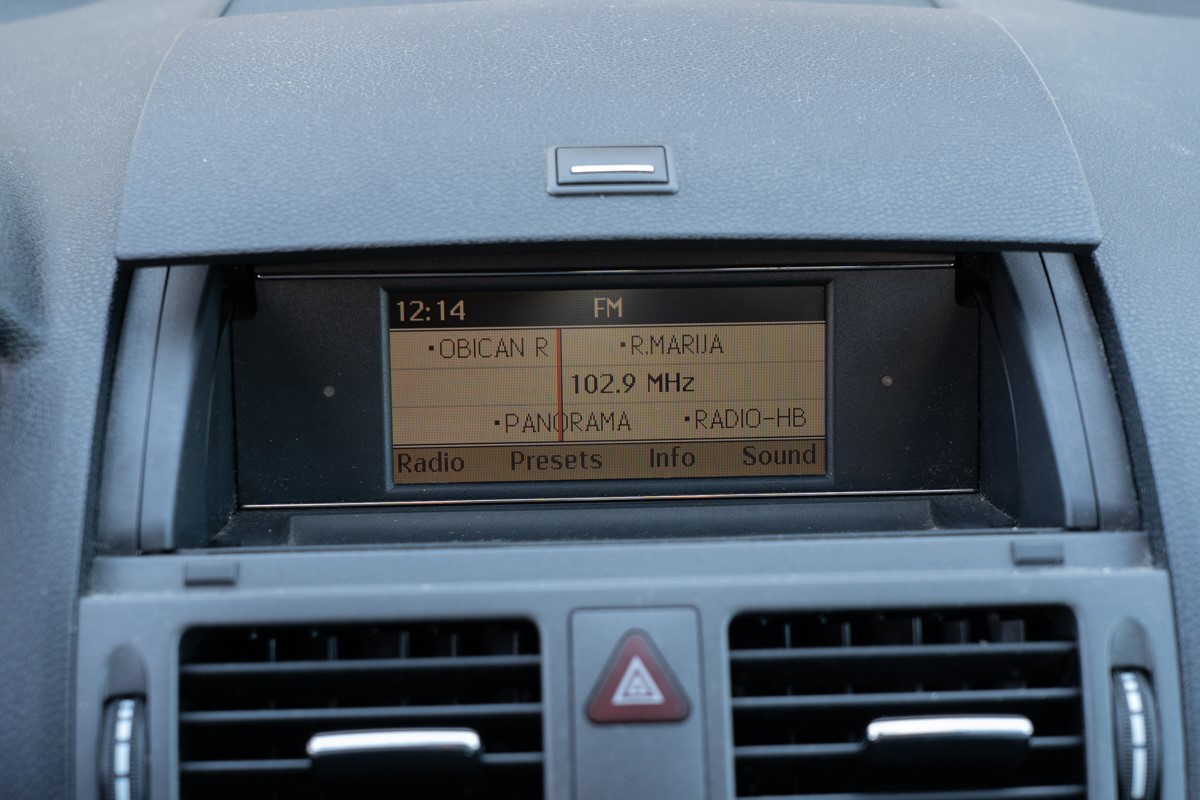 12:14 FM
▪OBICAN R ▪R.MARIJA
102.9 MHz
▪PANORAMA ▪RADIO-HB
Radio Presets Info Sound